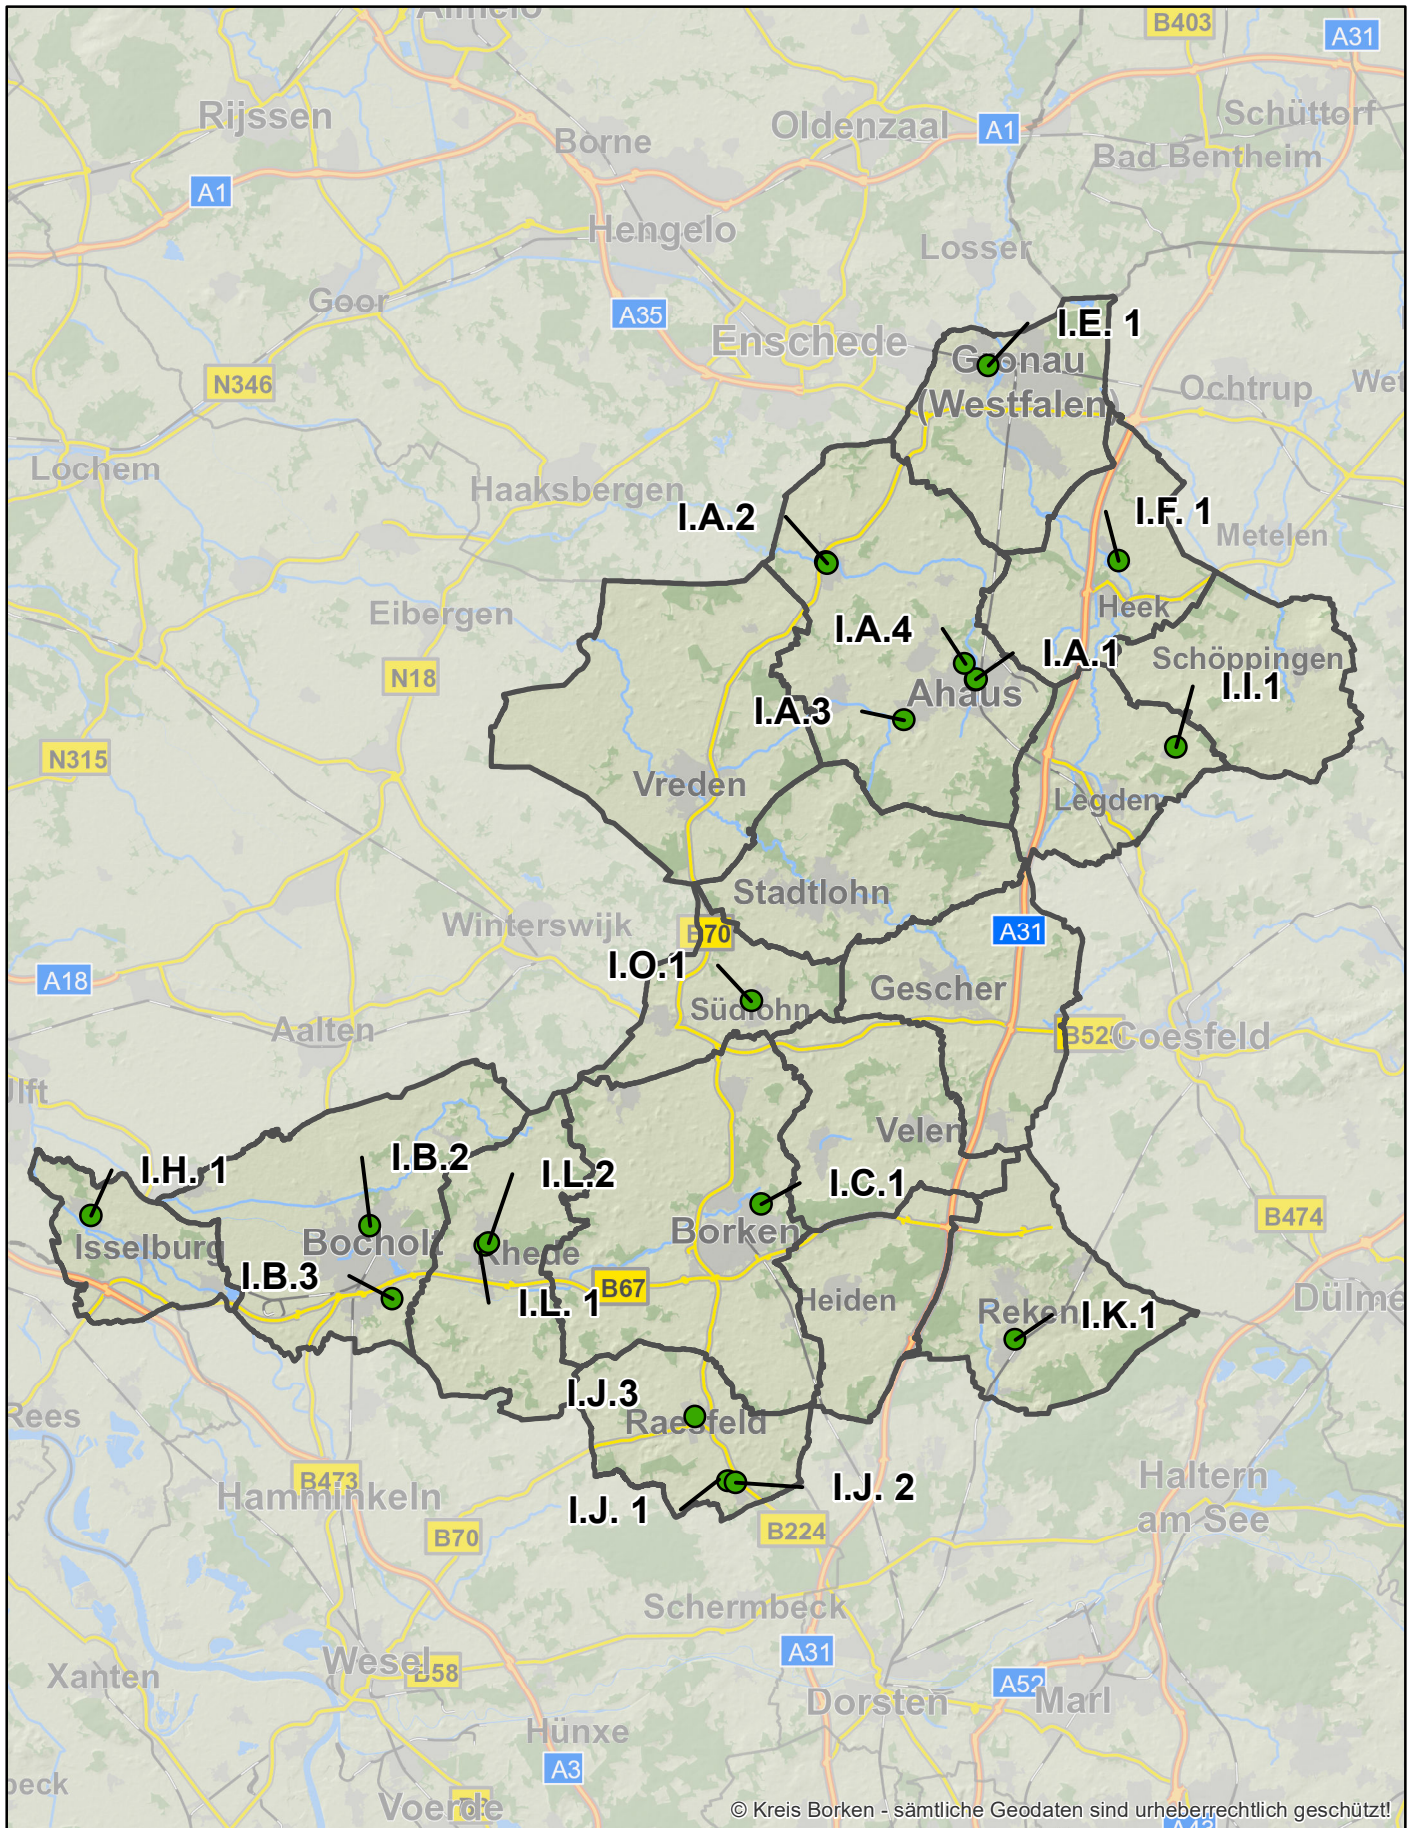 Almelo
B403
A31
Rijssen
Oldenzaal
A1
Schüttorf
Borne
Bad Bentheim
A1
Hengelo
Losser
Goor
A35
I.E. 1
Enschede
Gronau
(Westfalen)
N346
Ochtrup
Wet
Lochem
Haaksbergen
I.A.2
I.F. 1
Metelen
Eibergen
Heek
I.A.4
I.A.1
Schöppingen
N18
I.I.1
Ahaus
I.A.3
N315
Vreden
Legden
Stadtlohn
Winterswijk
B70
A31
I.O.1
A18
Gescher
Südlohn
Aalten
B525
Coesfeld
Ulft
Velen
I.H. 1
I.B.2
I.L.2
I.C.1
B474
Borken
Isselburg
Bocholt
Rhede
I.B.3
B67
I.L. 1
Heiden
Reken
I.K.1
Dülme
I.J.3
Raesfeld
Rees
B473
Haltern
am See
Hamminkeln
I.J. 1
I.J. 2
B70
B224
Schermbeck
A31
Wesel
B58
Xanten
A52
Marl
Dorsten
Hünxe
A3
beck
Voerde
© Kreis Borken - sämtliche Geodaten sind urheberrechtlich geschützt!